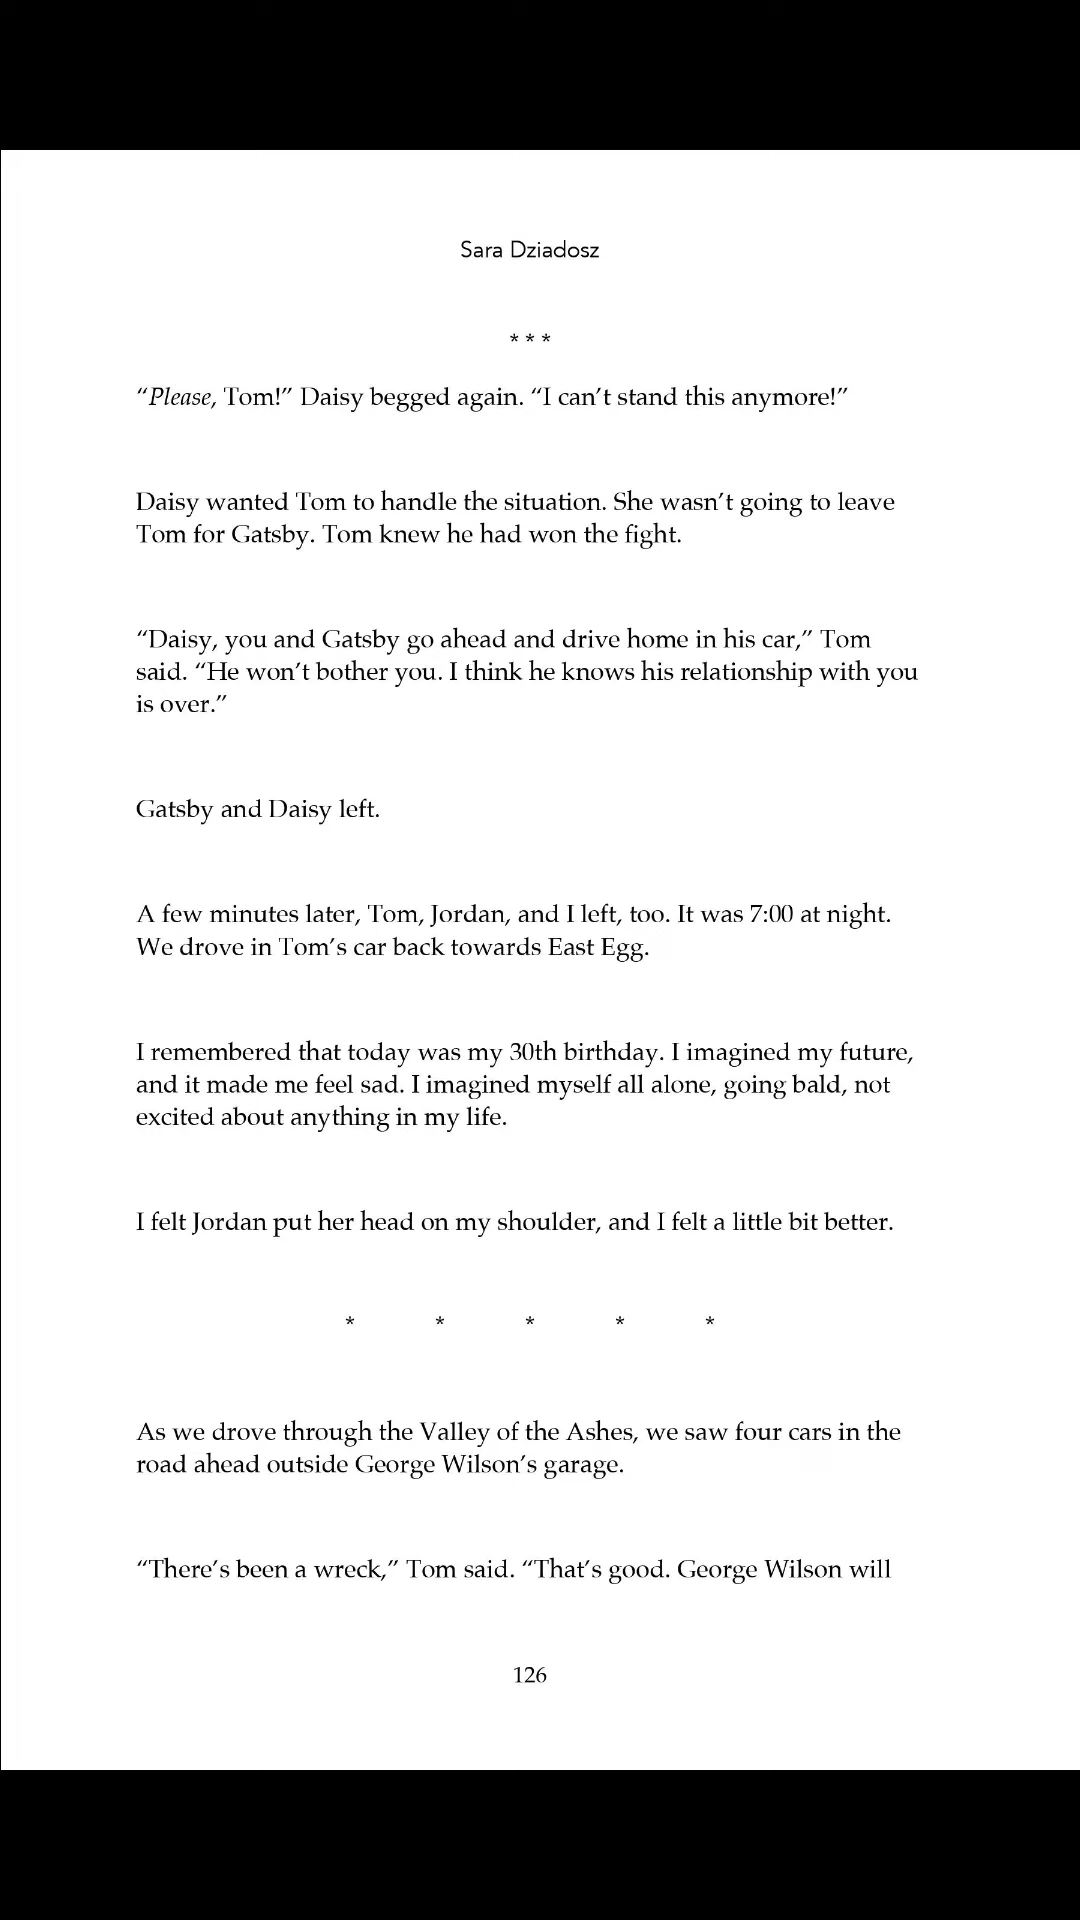 Sara Dziadosz
* * *
“Please, Tom!” Daisy begged again. “I can’t stand this anymore!”
Daisy wanted Tom to handle the situation. She wasn’t going to leave
Tom for Gatsby. Tom knew he had won the fight.
“Daisy, you and Gatsby go ahead and drive home in his car,” Tom
said. “He won’t bother you. I think he knows his relationship with you
is over.”
Gatsby and Daisy left.
A few minutes later, Tom, Jordan, and I left, too. It was 7:00 at night.
We drove in Tom’s car back towards East Egg.
I remembered that today was my 30th birthday. I imagined my future,
and it made me feel sad. I imagined myself all alone, going bald, not
excited about anything in my life.
I felt Jordan put her head on my shoulder, and I felt a little bit better.
* * * * *
As we drove through the Valley of the Ashes, we saw four cars in the
road ahead outside George Wilson’s garage.
“There’s been a wreck,” Tom said. “That’s good. George Wilson will
126